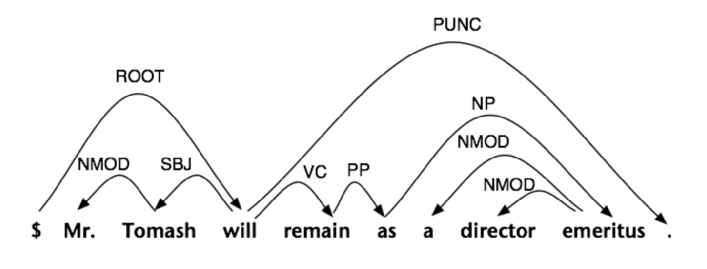 PUNC
ROOT
NP
NMOD
NMOD SBJ VC PP
NMOD
$ Mr. Tomash will remain as a director emeritus .